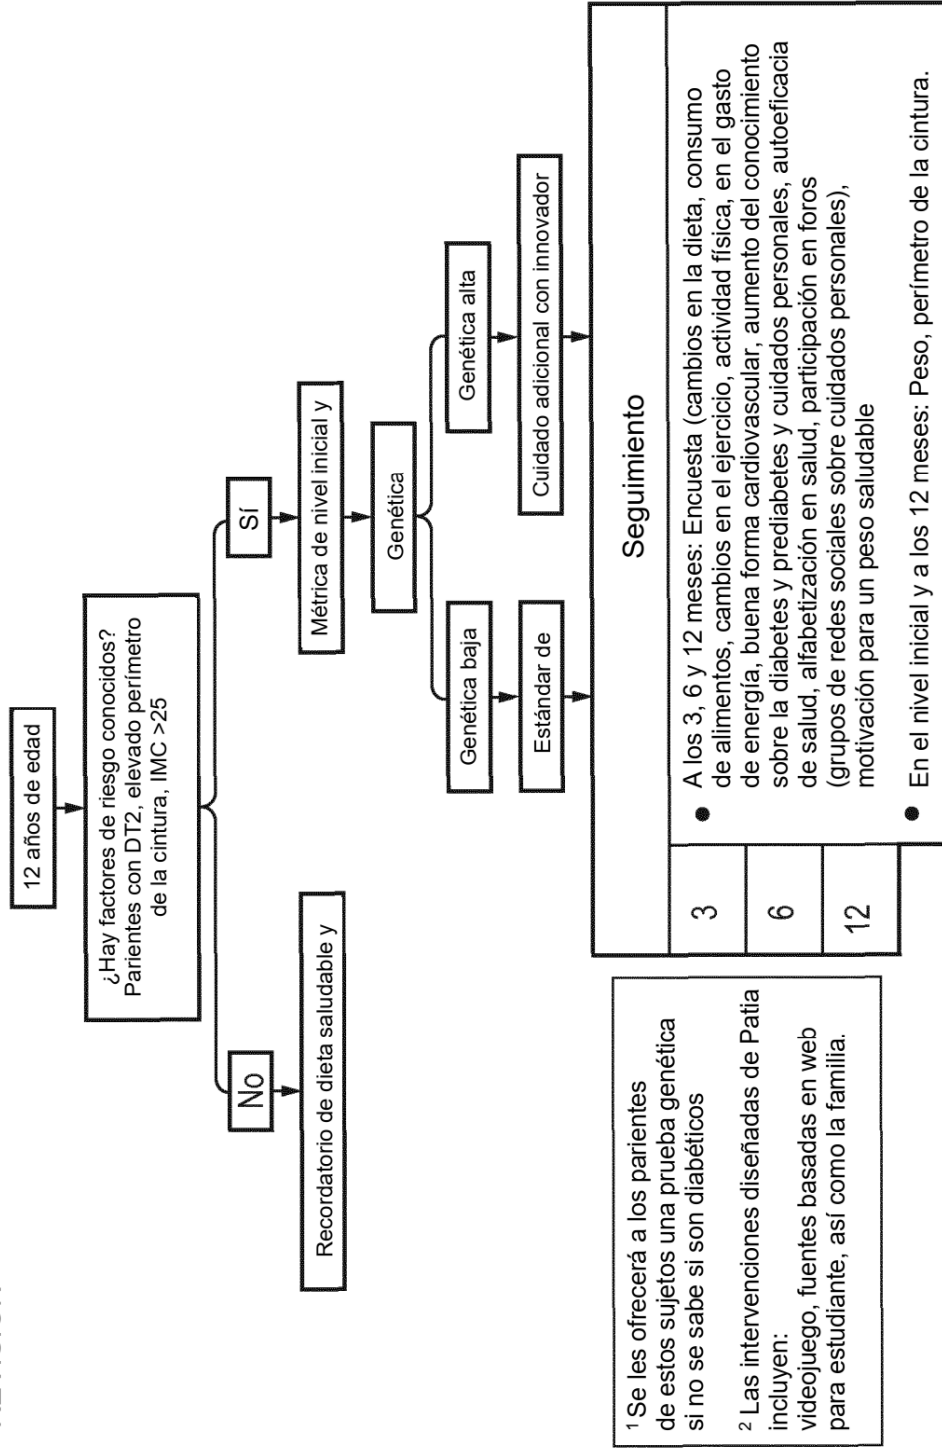 12 años de edad
¿Hay factores de riesgo conocidos?
Parientes con DT2, elevado perímetro
de la cintura, IMC >25
No
Recordatorio de dieta saludable y
Sí
Métrica de nivel inicial y
Genética
Genética baja
Estándar de
Genética alta
Cuidado adicional con innovador
Seguimiento
3
6
12
● A los 3, 6 y 12 meses: Encuesta (cambios en la dieta, consumo
de alimentos, cambios en el ejercicio, actividad física, en el gasto
de energía, buena forma cardiovascular, aumento del conocimiento
sobre la diabetes y prediabetes y cuidados personales, autoeficacia
de salud, alfabetización en salud, participación en foros
(grupos de redes sociales sobre cuidados personales),
motivación para un peso saludable
● En el nivel inicial y a los 12 meses: Peso, perímetro de la cintura.
1 Se les ofrecerá a los parientes
de estos sujetos una prueba genética
si no se sabe si son diabéticos
2 Las intervenciones diseñadas de Patia
incluyen:
videojuego, fuentes basadas en web
para estudiante, así como la familia.